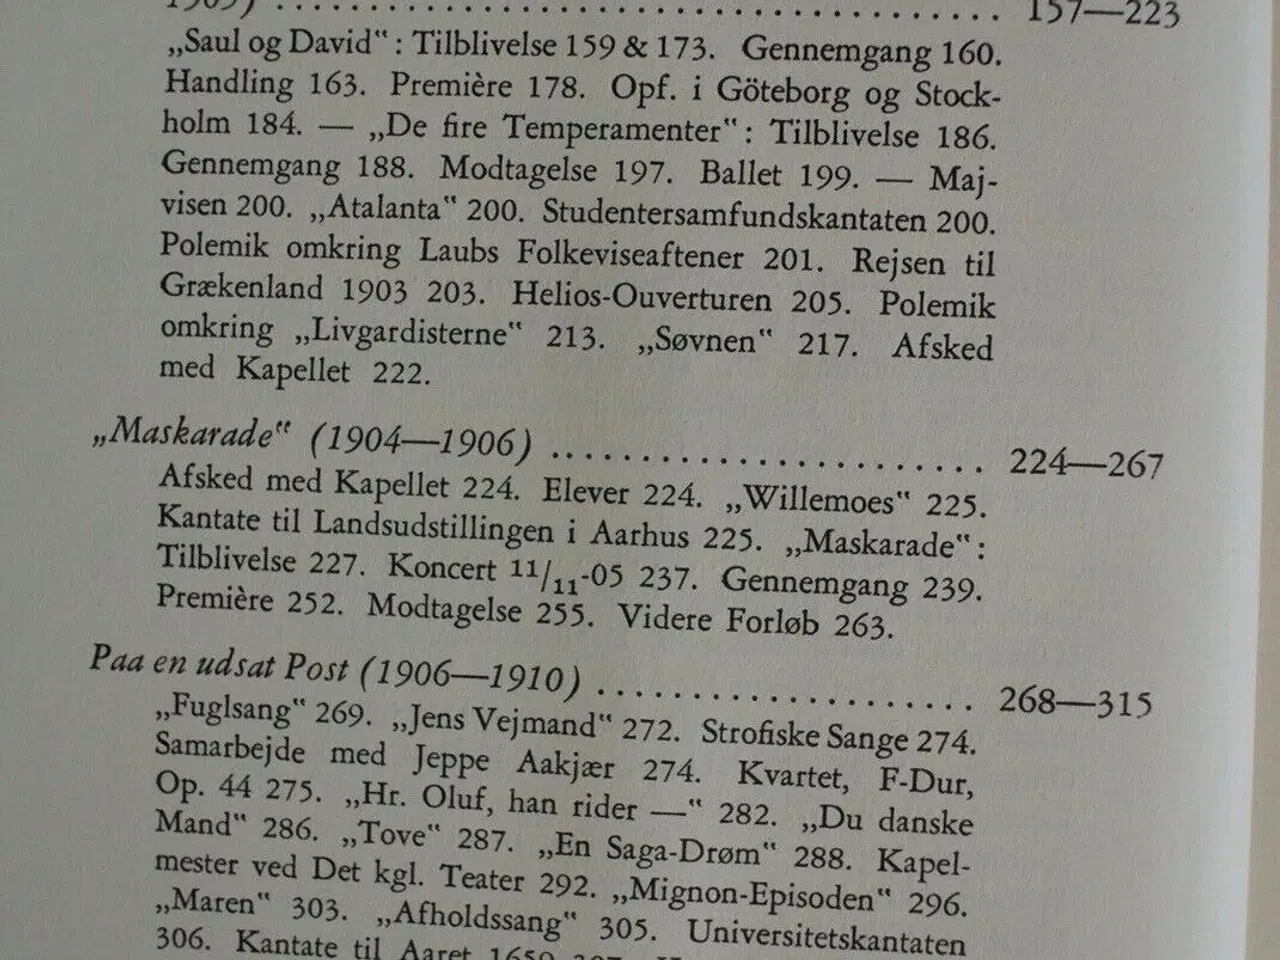 1905) . . . . . . . . . . . . . . . . . . . . . . . . . . . . . . 157—223
„Saul og David“: Tilblivelse 159 & 173. Gennemgang 160.
Handling 163. Première 178. Opf. i Göteborg og Stock-
holm 184. — „De fire Temperamenter“: Tilblivelse 186.
Gennemgang 188. Modtagelse 197. Ballet 199. — Maj-
visen 200. „Atalanta“ 200. Studentersamfundskantaten 200.
Polemik omkring Laubs Folkeviseaftener 201. Rejsen til
Grækenland 1903 203. Helios-Ouverturen 205. Polemik
omkring „Livgardisterne“ 213. „Søvnen“ 217. Afsked
med Kapellet 222.
„Maskarade“ (1904—1906) . . . . . . . . . . . . . . . . . . . . . . . 224—267
Afsked med Kapellet 224. Elever 224. „Willemoes“ 225.
Kantate til Landsudstillingen i Aarhus 225. „Maskarade“:
Tilblivelse 227. Koncert 11/11-05 237. Gennemgang 239.
Première 252. Modtagelse 255. Videre Forløb 263.
Paa en udsat Post (1906—1910) . . . . . . . . . . . . . . . . . . . . 268—315
„Fuglsang“ 269. „Jens Vejmand“ 272. Strofiske Sange 274.
Samarbejde med Jeppe Aakjær 274. Kvartet, F-Dur,
Op. 44 275. „Hr. Oluf, han rider —“ 282. „Du danske
Mand“ 286. „Tove“ 287. „En Saga-Drøm“ 288. Kapel-
mester ved Det kgl. Teater 292. „Mignon-Episoden“ 296.
„Maren“ 303. „Afholdssang“ 305. Universitetskantaten
306. Kantate til Aaret 1659 307.